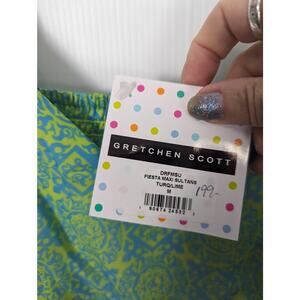 GRETCHEN SCOTT
DRFMSU
FIESTA MAXI SULTANS
TURQ/LIME
M
199-